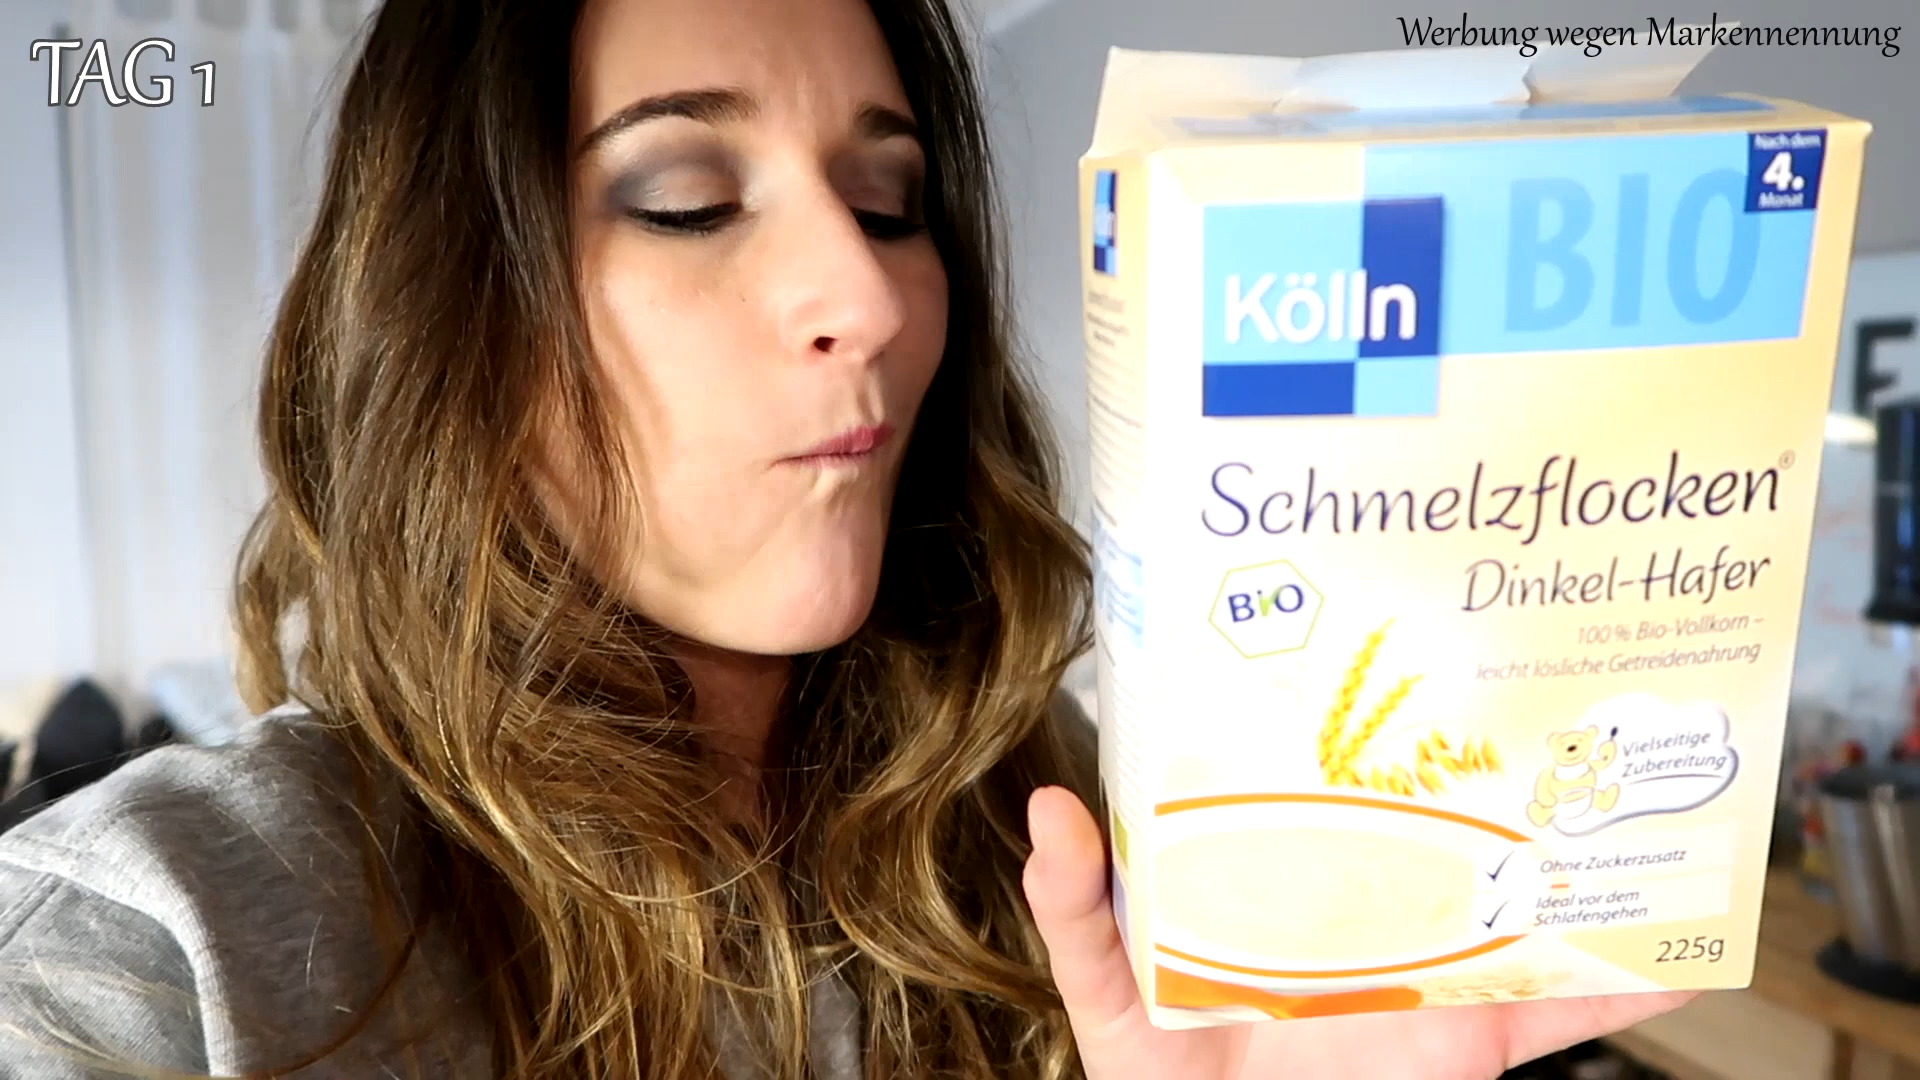 TAG 1
Werbung wegen Markennennung
Nach dem
4.
Monat
BIO
Kölln
Schmelzflocken®
Dinkel-Hafer
BIO
100% Bio-Vollkorn –
leicht lösliche Getreidenahrung
Vielseitige
Zubereitung
Ohne Zuckerzusatz
Ideal vor dem
Schlafengehen
225g